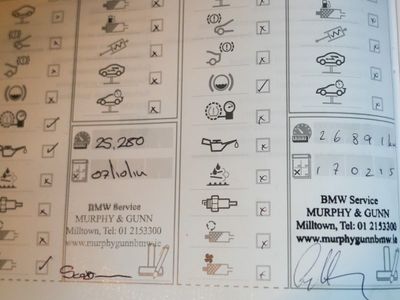 25,280
07/10/14
BMW Service
MURPHY & GUNN
Milltown, Tel: 01 2153300
www.murphygunnbmw.ie
26891km
170215
BMW Service
MURPHY & GUNN
Milltown, Tel: 01 2153300
www.murphygunnbmw.ie